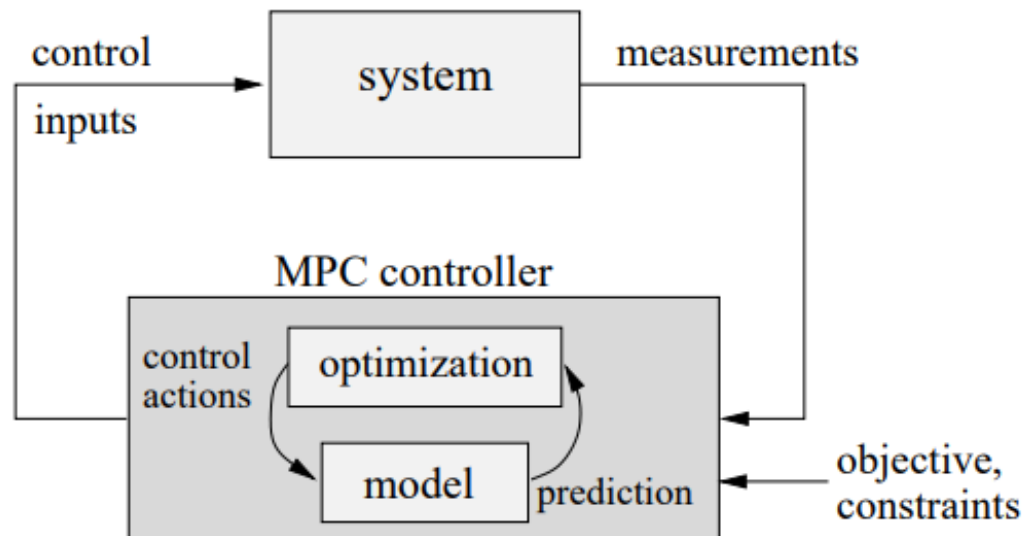 control
inputs
system
measurements
MPC controller
control
actions
optimization
model
prediction
objective,
constraints